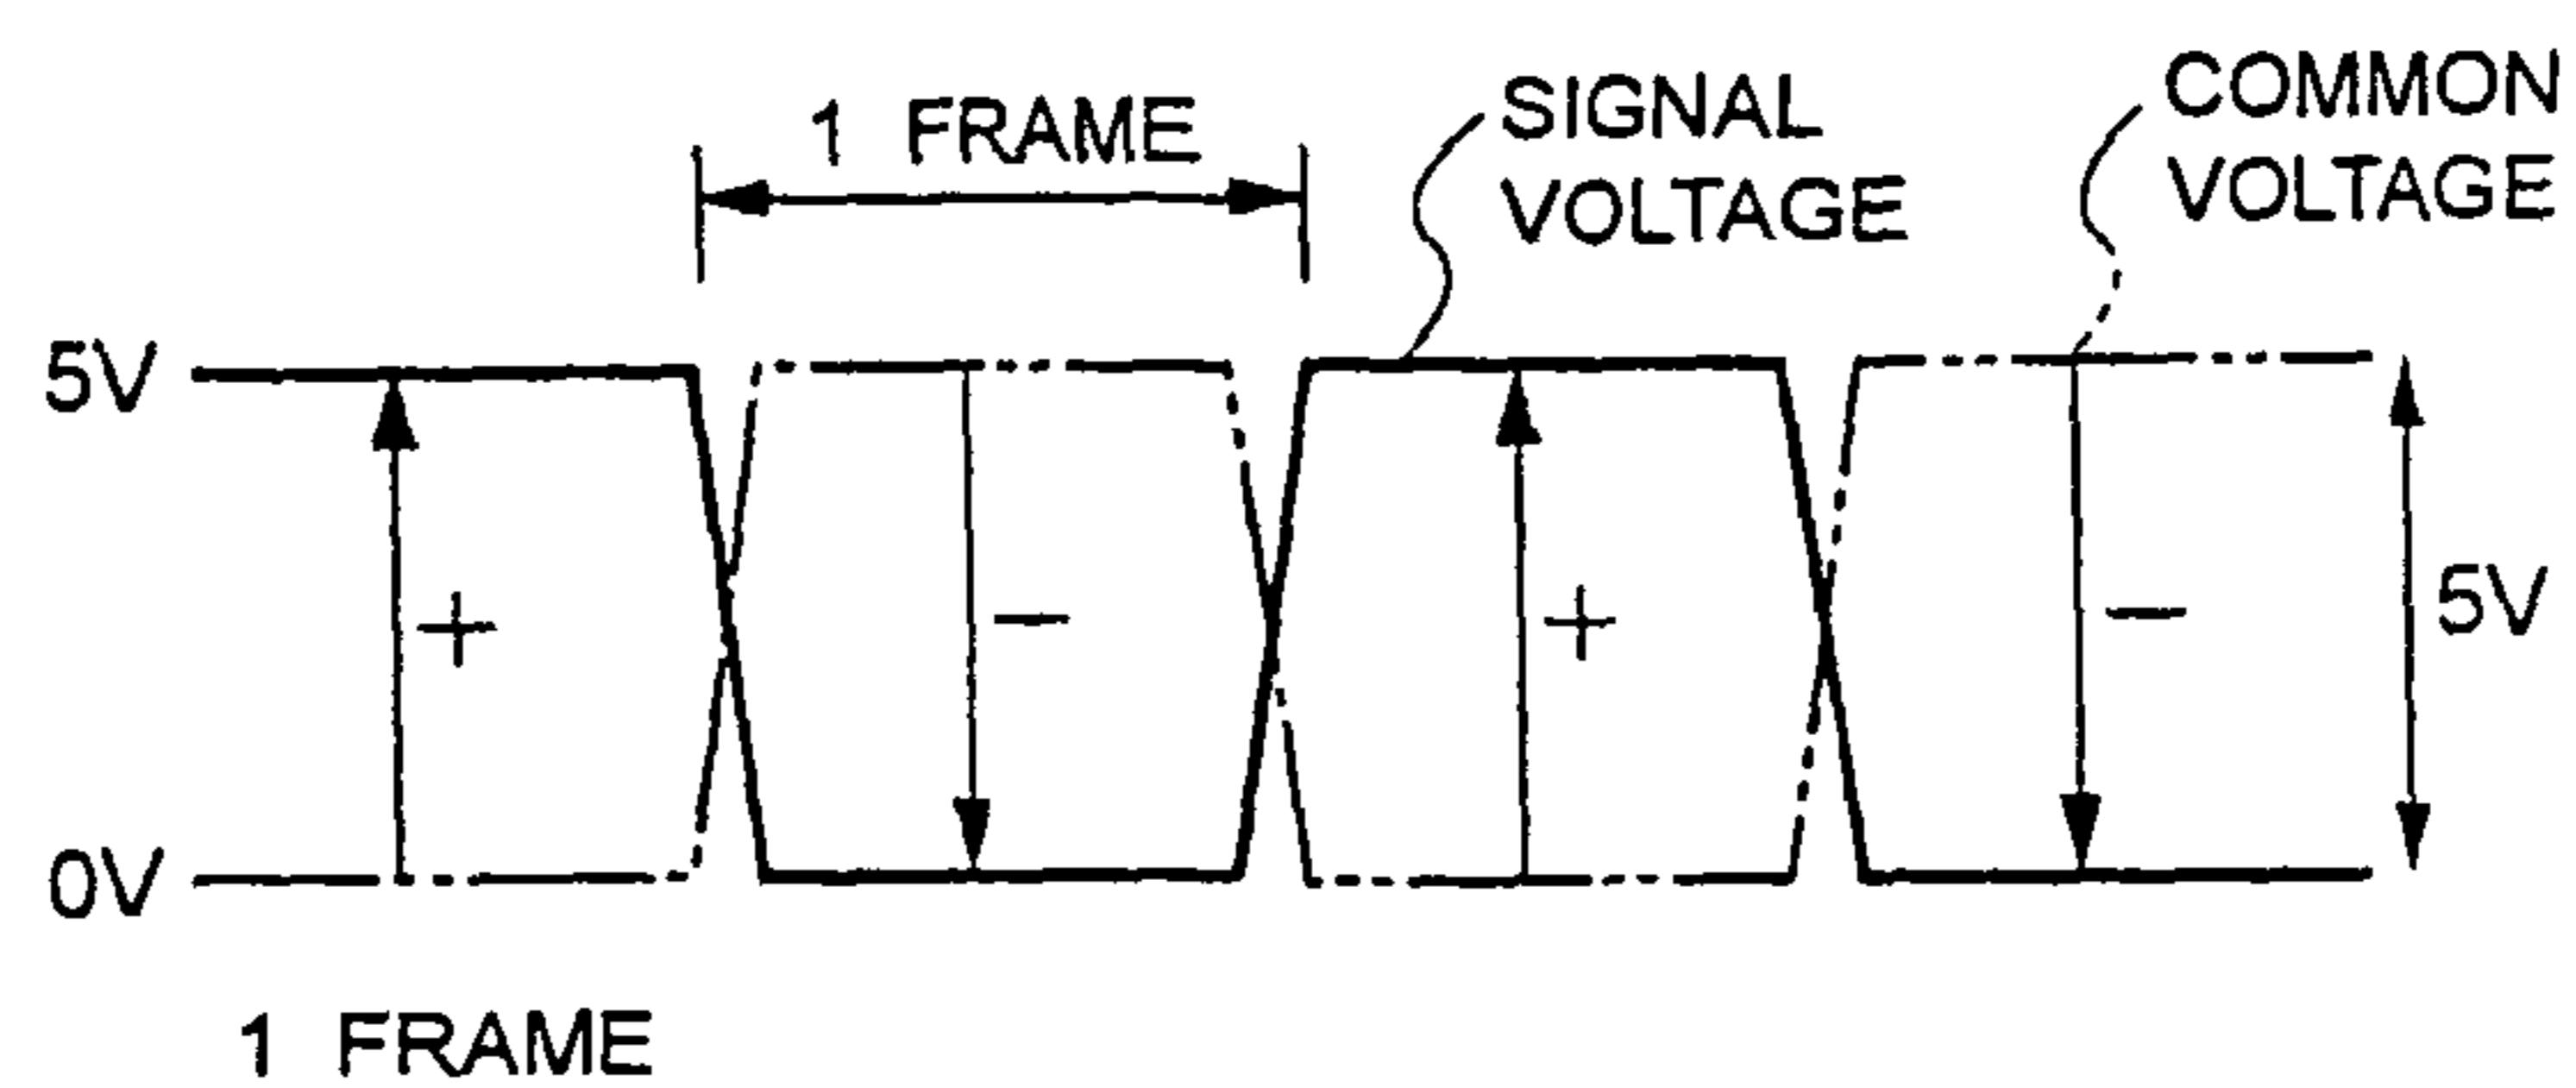 1 FRAME
SIGNAL
VOLTAGE
COMMON
VOLTAGE
5V
+
−
+
−
5V
0V
1 FRAME